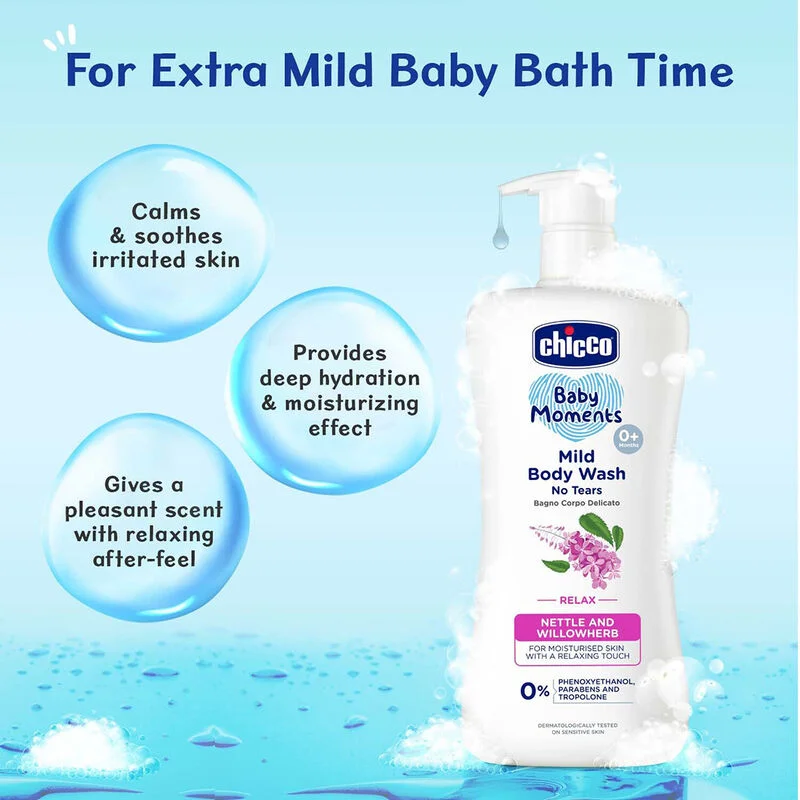 For Extra Mild Baby Bath Time
Calms
& soothes
irritated skin
Provides
deep hydration
& moisturizing
effect
Gives a
pleasant scent
with relaxing
after-feel
chicco
Baby
Moments
0+
Months
Mild
Body Wash
No Tears
Bagno Corpo Delicato
RELAX
NETTLE AND
WILLOWHERB
FOR MOISTURISED SKIN
WITH A RELAXING TOUCH
0% PHENOXYETHANOL,
PARABENS AND
TROPOLONE
DERMATOLOGICALLY TESTED
ON SENSITIVE SKIN